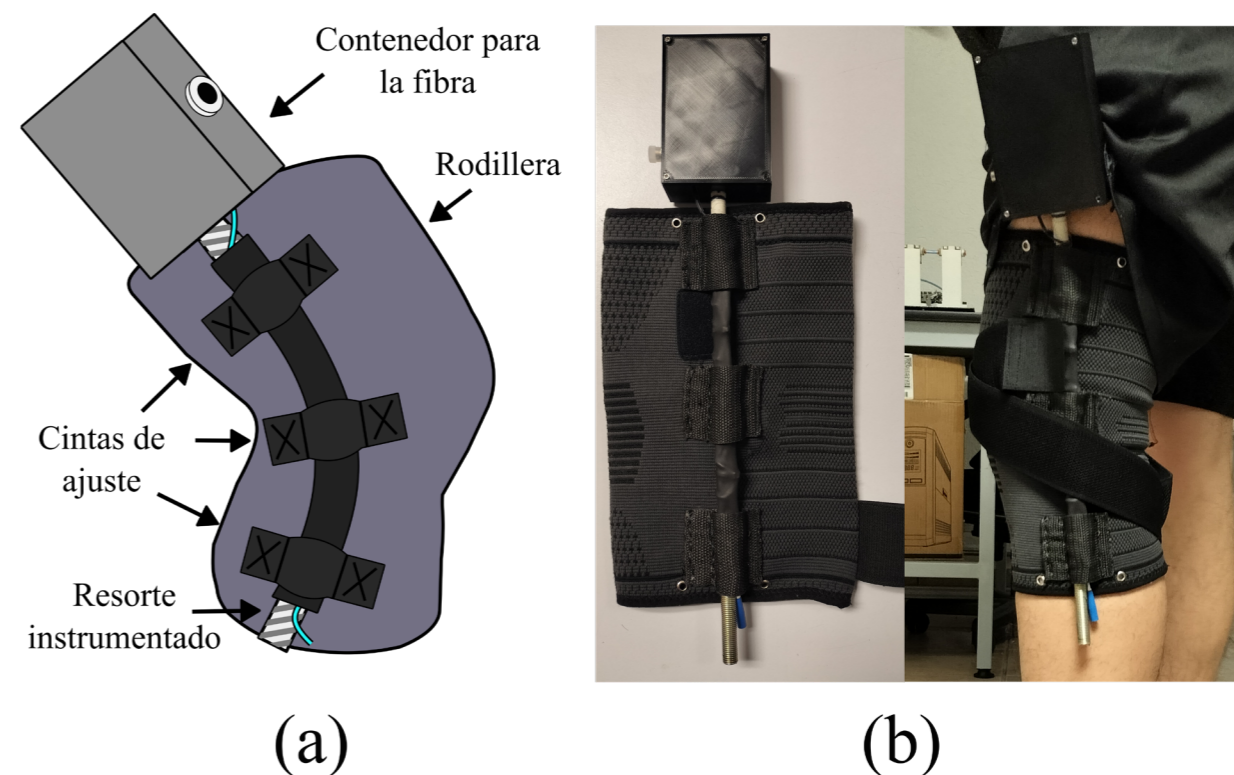 Contenedor para
la fibra
Rodillera
Cintas de
ajuste
Resorte
instrumentado
(a)
(b)